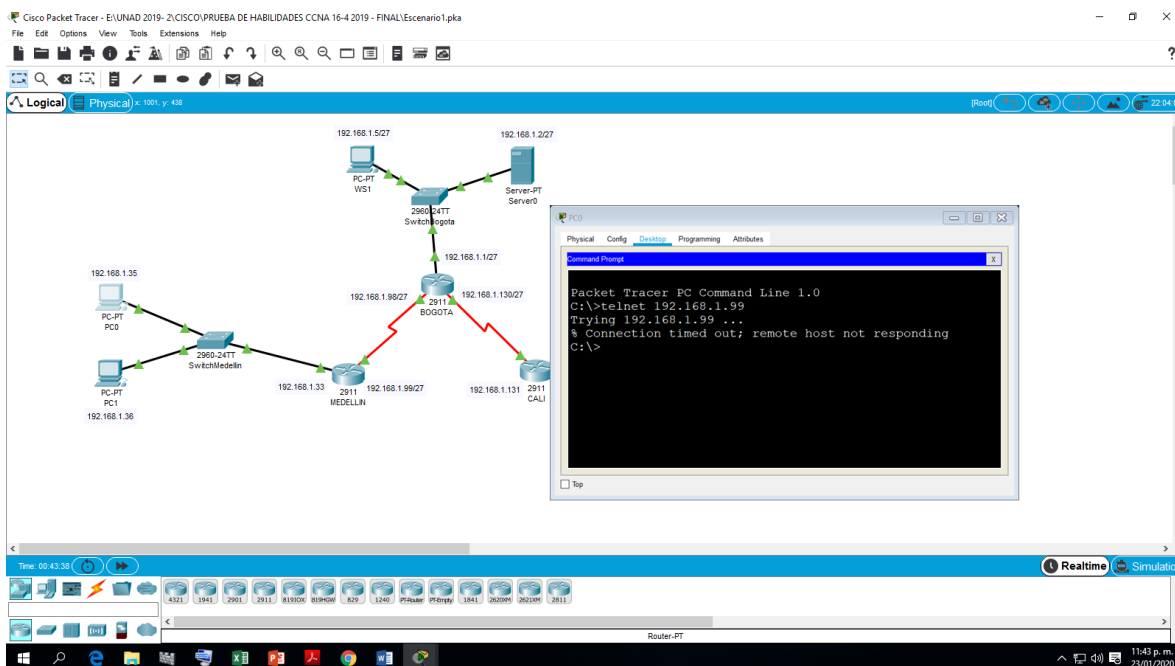 Cisco Packet Tracer - E:\UNAD 2019- 2\CISCO\PRUEBA DE HABILIDADES CCNA 16-4 2019 - FINAL\Escenario1.pka
File Edit Options View Tools Extensions Help
Logical Physical x: 1001, y: 438 [Root] 22:04:
192.168.1.5/27
192.168.1.2/27
PC-PT
WS1
Server-PT
Server0
2960-24TT
SwitchBogota
192.168.1.1/27
192.168.1.35
192.168.1.98/27
192.168.1.130/27
2911
BOGOTA
PC-PT
PC0
2960-24TT
SwitchMedellin
192.168.1.33
2911
MEDELLIN
192.168.1.99/27
192.168.1.131
2911
CALI
PC-PT
PC1
192.168.1.36
PC0
Physical Config Desktop Programming Attributes
Command Prompt X
Packet Tracer PC Command Line 1.0
C:\>telnet 192.168.1.99
Trying 192.168.1.99 ...
% Connection timed out; remote host not responding
C:\>
Top
Time: 00:43:38 Realtime Simulatio
4321 1941 2901 2911 819IOX 819HGW 829 1240 PT-Router PT-Empty 1841 2620XM 2621XM 2811
Router-PT
11:43 p. m.
23/01/202